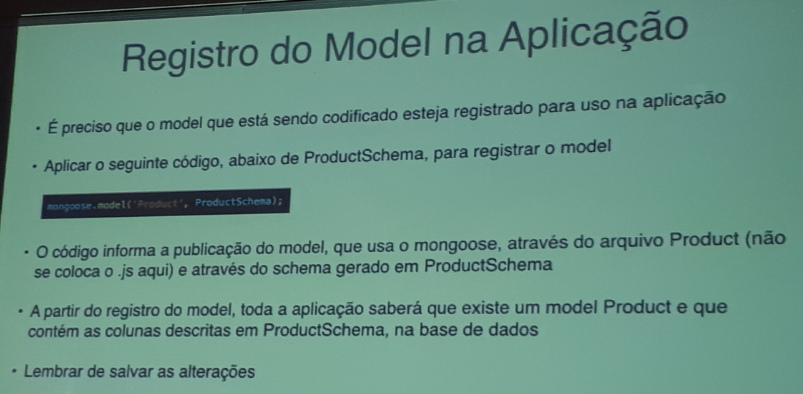 Registro do Model na Aplicação
• É preciso que o model que está sendo codificado esteja registrado para uso na aplicação
• Aplicar o seguinte código, abaixo de ProductSchema, para registrar o model
mongoose.model('Product', ProductSchema);
• O código informa a publicação do model, que usa o mongoose, através do arquivo Product (não
se coloca o .js aqui) e através do schema gerado em ProductSchema
• A partir do registro do model, toda a aplicação saberá que existe um model Product e que
contém as colunas descritas em ProductSchema, na base de dados
• Lembrar de salvar as alterações